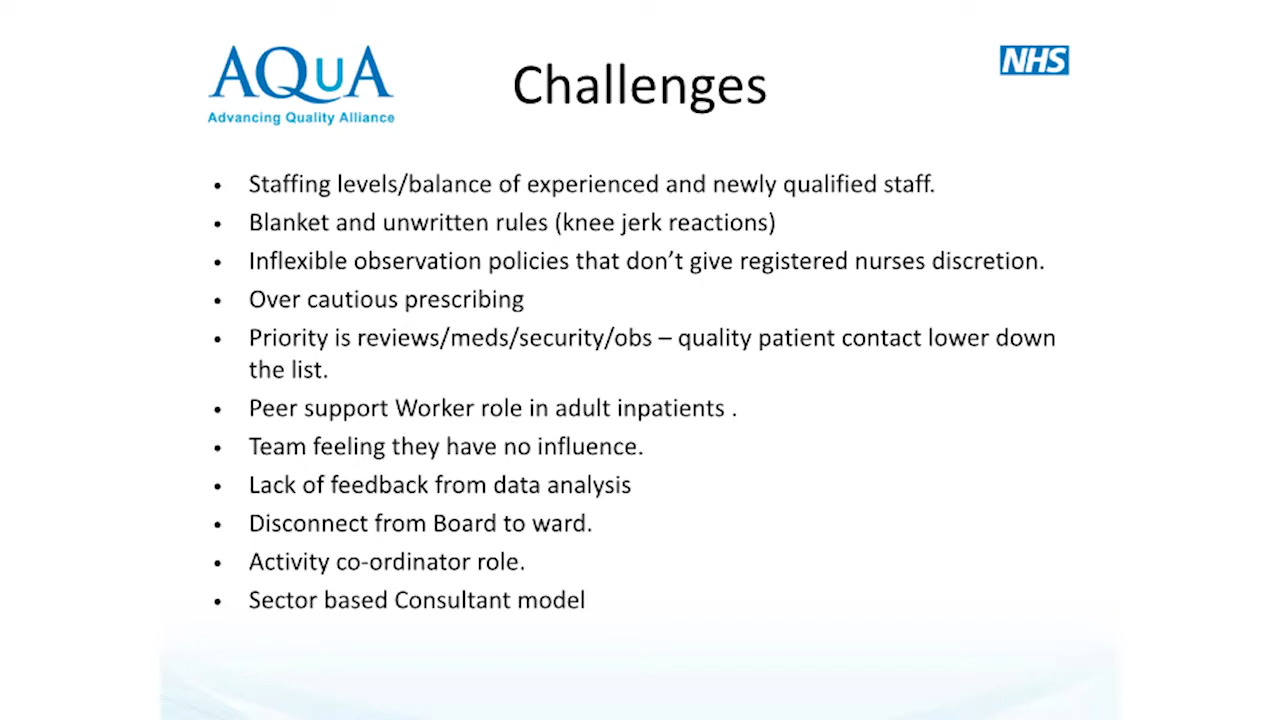 AQuA
Advancing Quality Alliance
Challenges
NHS
• Staffing levels/balance of experienced and newly qualified staff.
• Blanket and unwritten rules (knee jerk reactions)
• Inflexible observation policies that don’t give registered nurses discretion.
• Over cautious prescribing
• Priority is reviews/meds/security/obs – quality patient contact lower down
the list.
• Peer support Worker role in adult inpatients .
• Team feeling they have no influence.
• Lack of feedback from data analysis
• Disconnect from Board to ward.
• Activity co-ordinator role.
• Sector based Consultant model